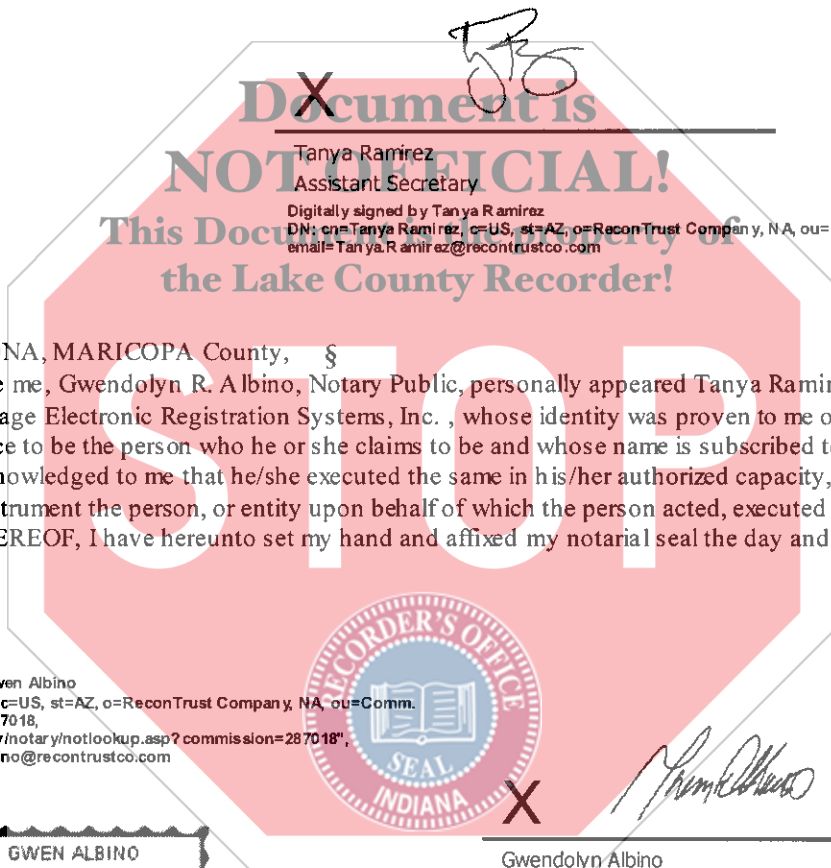 X
Document is
Tanya Ramirez
NOT OFFICIAL!
Assistant Secretary
Digitally signed by Tanya Ramirez
This Document is the property of
DN: cn=Tanya Ramirez, c=US, st=AZ, o=ReconTrust Company, NA, ou=
email=Tanya.Ramirez@recontrustco.com
the Lake County Recorder!
NA, MARICOPA County, §
e me, Gwendolyn R. Albino, Notary Public, personally appeared Tanya Ramir
age Electronic Registration Systems, Inc. , whose identity was proven to me o
ce to be the person who he or she claims to be and whose name is subscribed t
nowledged to me that he/she executed the same in his/her authorized capacity,
trument the person, or entity upon behalf of which the person acted, executed
EREOF, I have hereunto set my hand and affixed my notarial seal the day and
STOP
RECORDER'S OFFICE
SEAL
INDIANA
ven Albino
c=US, st=AZ, o=ReconTrust Company, NA, ou=Comm.
7018,
v/notary/notlookup.asp?commission=287018",
no@recontrustco.com
X
GWEN ALBINO
Gwendolyn Albino